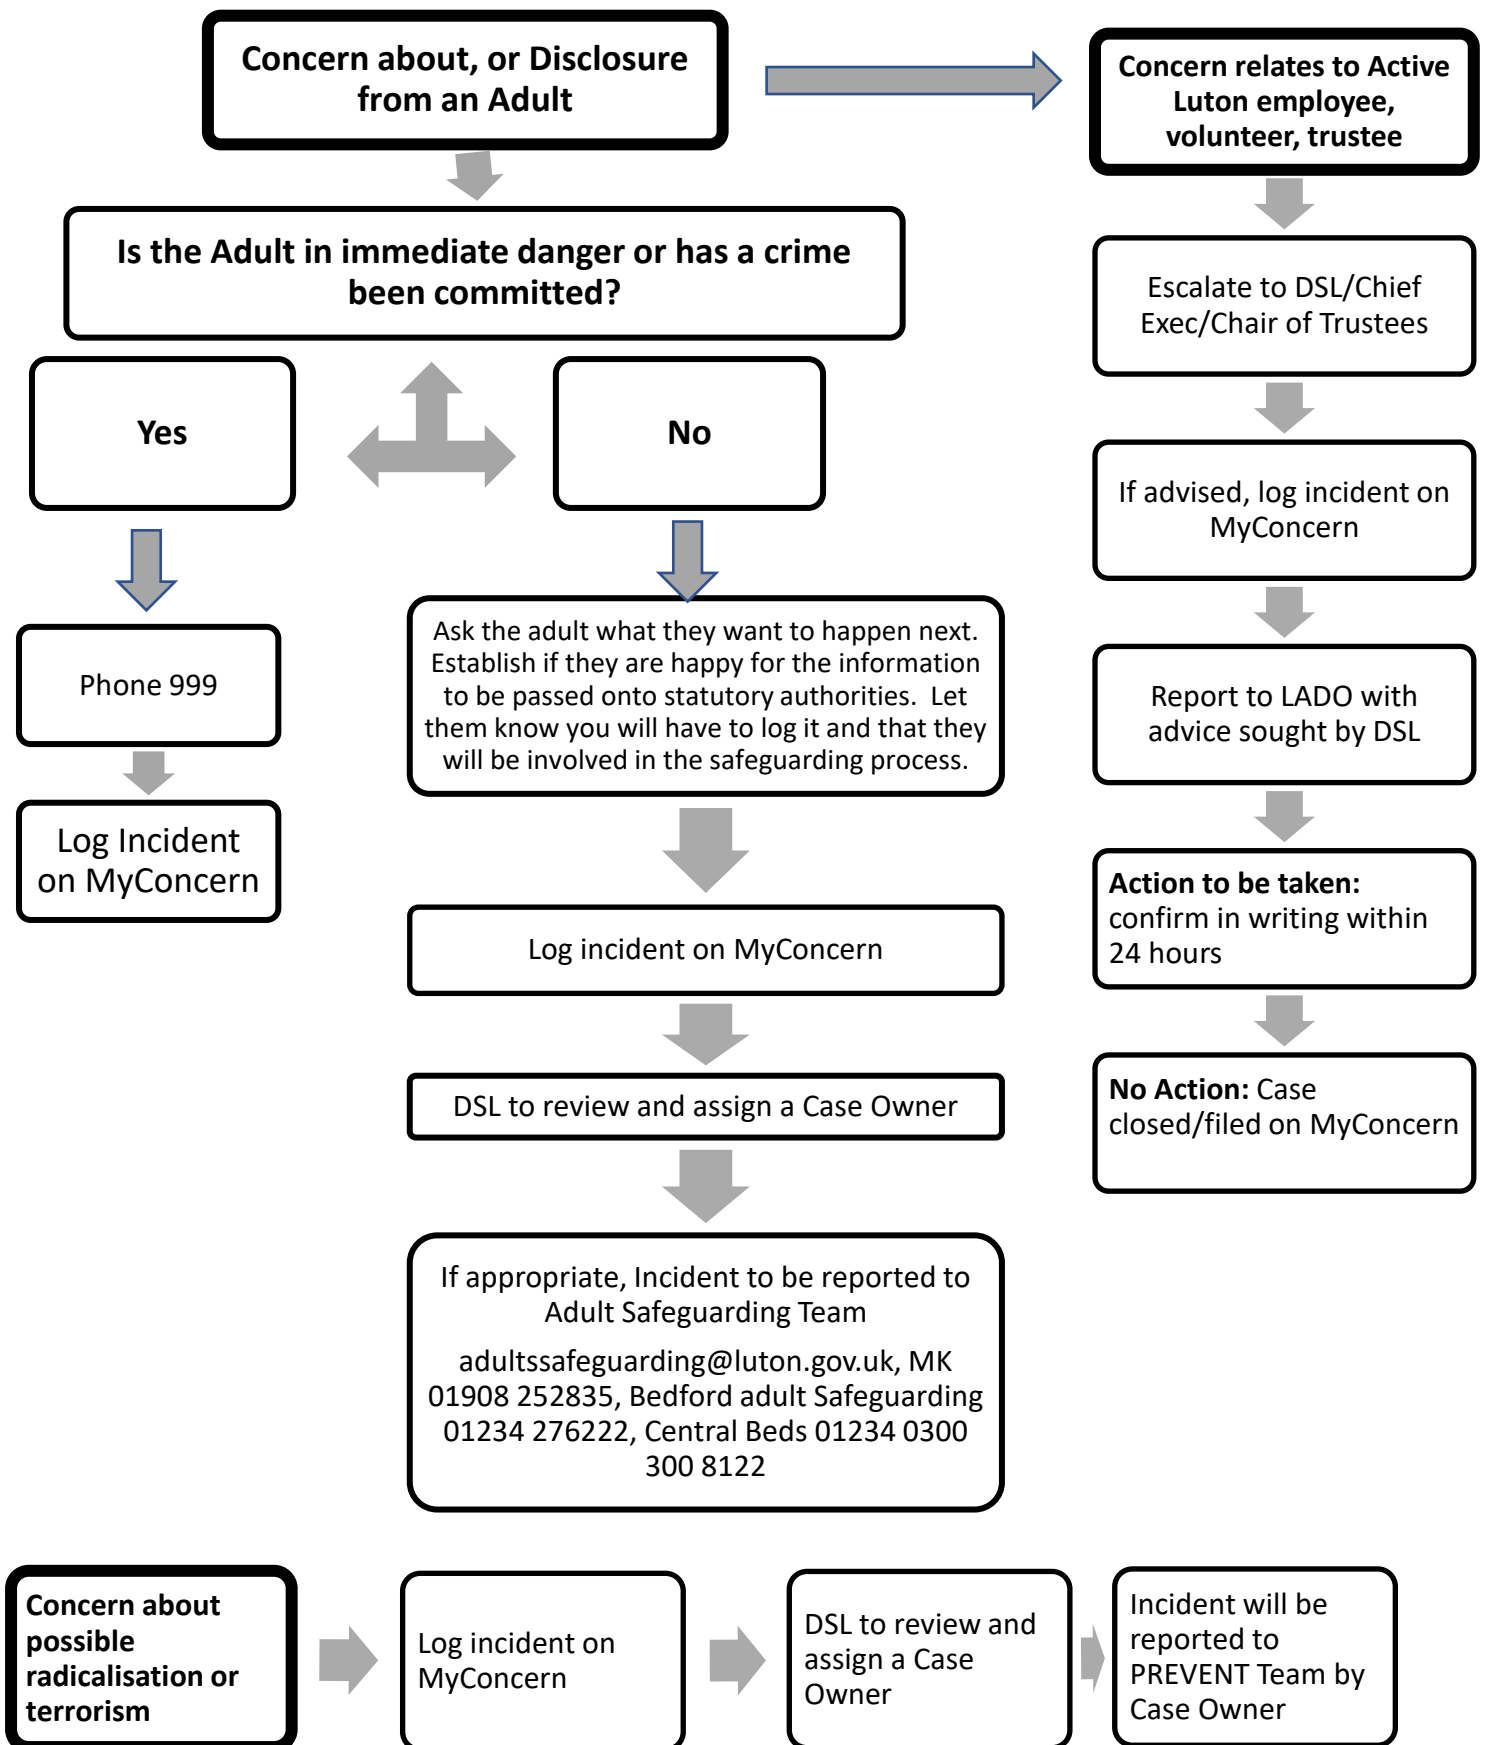 Concern about, or Disclosure
from an Adult
Concern relates to Active
Luton employee,
volunteer, trustee
Is the Adult in immediate danger or has a crime
been committed?
Yes
No
Phone 999
Log Incident
on MyConcern
Ask the adult what they want to happen next.
Establish if they are happy for the information
to be passed onto statutory authorities.  Let
them know you will have to log it and that they
will be involved in the safeguarding process.
Log incident on MyConcern
DSL to review and assign a Case Owner
If appropriate, Incident to be reported to
Adult Safeguarding Team
adultssafeguarding@luton.gov.uk, MK
01908 252835, Bedford adult Safeguarding
01234 276222, Central Beds 01234 0300
300 8122
Escalate to DSL/Chief
Exec/Chair of Trustees
If advised, log incident on
MyConcern
Report to LADO with
advice sought by DSL
Action to be taken:
confirm in writing within
24 hours
No Action: Case
closed/filed on MyConcern
Concern about
possible
radicalisation or
terrorism
Log incident on
MyConcern
DSL to review and
assign a Case
Owner
Incident will be
reported to
PREVENT Team by
Case Owner